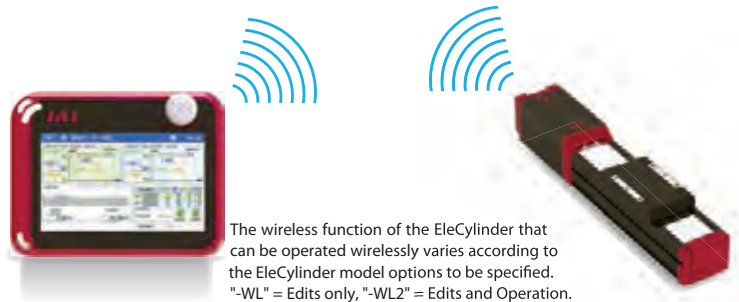 IAI
The wireless function of the EleCylinder that
can be operated wirelessly varies according to
the EleCylinder model options to be specified.
"-WL" = Edits only, "-WL2" = Edits and Operation.